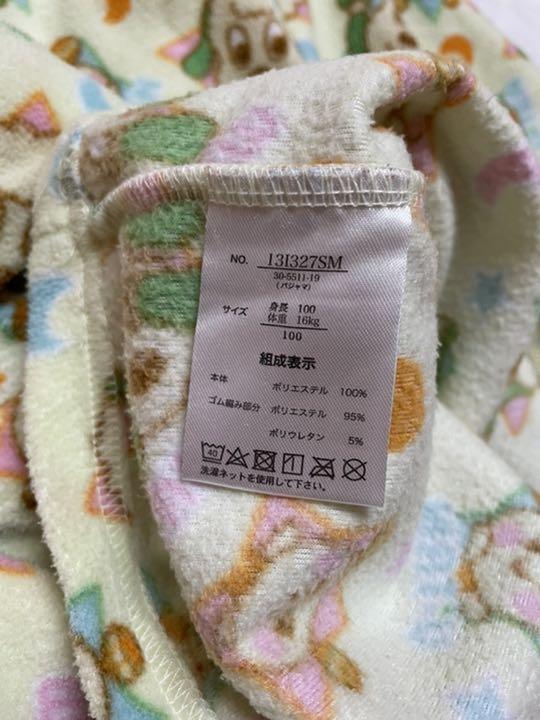 NO. 13I327SM
30-5511-19
(パジャマ)
サイズ 身長 100
体重 16kg
100
組成表示
本体 ポリエステル 100%
ゴム編み部分 ポリエステル 95%
ポリウレタン 5%
40
洗濯ネットを使用して下さい。